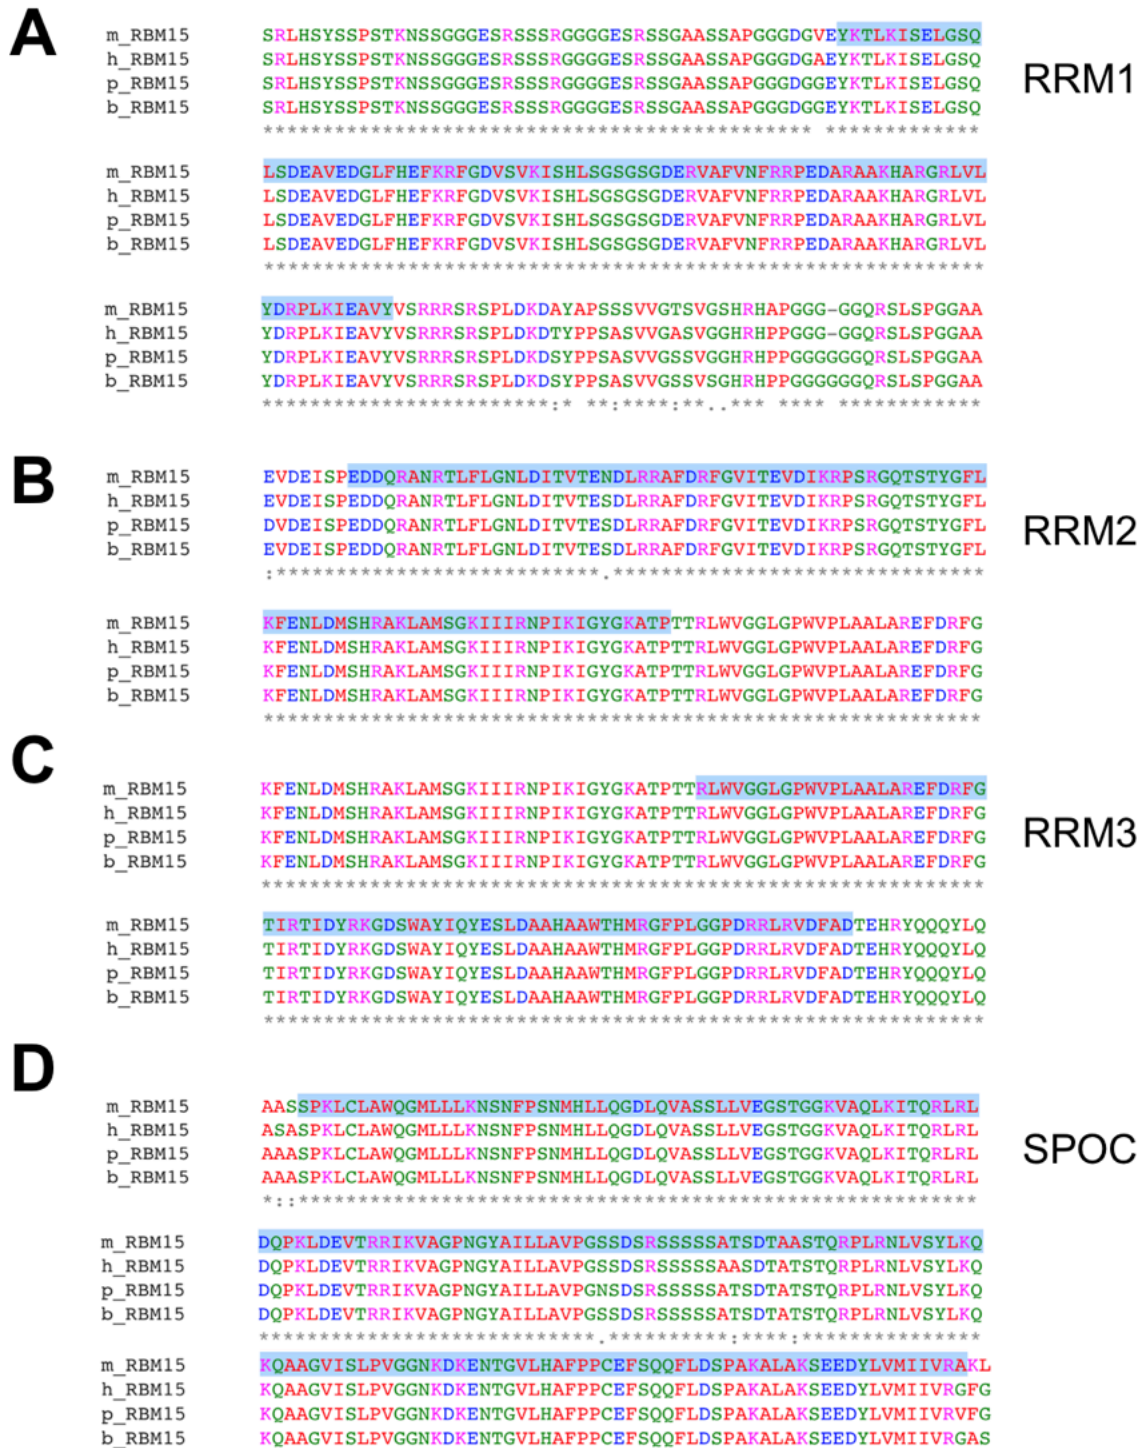 A
m_RBM15 SRLHSYSSPSTKNSSGGGESRSSSRGGGGESRSSGAASSAPGGGDGVEYKTLKISELGSQ
h_RBM15 SRLHSYSSPSTKNSSGGGESRSSSRGGGGESRSSGAASSAPGGGDGAEYKTLKISELGSQ
p_RBM15 SRLHSYSSPSTKNSSGGGESRSSSRGGGGESRSSGAASSAPGGGDGGEYKTLKISELGSQ
b_RBM15 SRLHSYSSPSTKNSSGGGESRSSSRGGGGESRSSGAASSAPGGGDGGEYKTLKISELGSQ
********************************************** *************
RRM1
m_RBM15 LSDEAVEDGLFHEFKRFGDVSVKISHLSGSGSGDERVAFVNFRRPEDARAAKHARGRLVL
h_RBM15 LSDEAVEDGLFHEFKRFGDVSVKISHLSGSGSGDERVAFVNFRRPEDARAAKHARGRLVL
p_RBM15 LSDEAVEDGLFHEFKRFGDVSVKISHLSGSGSGDERVAFVNFRRPEDARAAKHARGRLVL
b_RBM15 LSDEAVEDGLFHEFKRFGDVSVKISHLSGSGSGDERVAFVNFRRPEDARAAKHARGRLVL
************************************************************
m_RBM15 YDRPLKIEAVYVSRRRSRSPLDKDAYAPSSSVVGTSVGSHRHAPGGG-GGQRSLSPGGAA
h_RBM15 YDRPLKIEAVYVSRRRSRSPLDKDTYPPSASVVGASVGGHRHPPGGG-GGQRSLSPGGAA
p_RBM15 YDRPLKIEAVYVSRRRSRSPLDKDSYPPSASVVGSSVGGHRHPPGGGGGGQRSLSPGGAA
b_RBM15 YDRPLKIEAVYVSRRRSRSPLDKDSYPPSASVVGSSVSGHRHPPGGGGGGQRSLSPGGAA
************************:* **:****:**..*** **** ************
B
m_RBM15 EVDEISPEDDQRANRTLFLGNLDITVTENDLRRAFDRFGVITEVDIKRPSRGQTSTYGFL
h_RBM15 EVDEISPEDDQRANRTLFLGNLDITVTESDLRRAFDRFGVITEVDIKRPSRGQTSTYGFL
p_RBM15 DVDEISPEDDQRANRTLFLGNLDITVTESDLRRAFDRFGVITEVDIKRPSRGQTSTYGFL
b_RBM15 EVDEISPEDDQRANRTLFLGNLDITVTESDLRRAFDRFGVITEVDIKRPSRGQTSTYGFL
:***************************.*******************************
RRM2
m_RBM15 KFENLDMSHRAKLAMSGKIIIRNPIKIGYGKATPTTRLWVGGLGPWVPLAALAREFDRFG
h_RBM15 KFENLDMSHRAKLAMSGKIIIRNPIKIGYGKATPTTRLWVGGLGPWVPLAALAREFDRFG
p_RBM15 KFENLDMSHRAKLAMSGKIIIRNPIKIGYGKATPTTRLWVGGLGPWVPLAALAREFDRFG
b_RBM15 KFENLDMSHRAKLAMSGKIIIRNPIKIGYGKATPTTRLWVGGLGPWVPLAALAREFDRFG
************************************************************
C
m_RBM15 KFENLDMSHRAKLAMSGKIIIRNPIKIGYGKATPTTRLWVGGLGPWVPLAALAREFDRFG
h_RBM15 KFENLDMSHRAKLAMSGKIIIRNPIKIGYGKATPTTRLWVGGLGPWVPLAALAREFDRFG
p_RBM15 KFENLDMSHRAKLAMSGKIIIRNPIKIGYGKATPTTRLWVGGLGPWVPLAALAREFDRFG
b_RBM15 KFENLDMSHRAKLAMSGKIIIRNPIKIGYGKATPTTRLWVGGLGPWVPLAALAREFDRFG
************************************************************
RRM3
m_RBM15 TIRTIDYRKGDSWAYIQYESLDAAHAAWTHMRGFPLGGPDRRLRVDFADTEHRYQQQYLQ
h_RBM15 TIRTIDYRKGDSWAYIQYESLDAAHAAWTHMRGFPLGGPDRRLRVDFADTEHRYQQQYLQ
p_RBM15 TIRTIDYRKGDSWAYIQYESLDAAHAAWTHMRGFPLGGPDRRLRVDFADTEHRYQQQYLQ
b_RBM15 TIRTIDYRKGDSWAYIQYESLDAAHAAWTHMRGFPLGGPDRRLRVDFADTEHRYQQQYLQ
************************************************************
D
m_RBM15 AASSPKLCLAWQGMLLLKNSNFPSNMHLLQGDLQVASSLLVEGSTGGKVAQLKITQRLRL
h_RBM15 ASASPKLCLAWQGMLLLKNSNFPSNMHLLQGDLQVASSLLVEGSTGGKVAQLKITQRLRL
p_RBM15 AAASPKLCLAWQGMLLLKNSNFPSNMHLLQGDLQVASSLLVEGSTGGKVAQLKITQRLRL
b_RBM15 AAASPKLCLAWQGMLLLKNSNFPSNMHLLQGDLQVASSLLVEGSTGGKVAQLKITQRLRL
*::*********************************************************
SPOC
m_RBM15 DQPKLDEVTRRIKVAGPNGYAILLAVPGSSDSRSSSSSATSDTAASTQRPLRNLVSYLKQ
h_RBM15 DQPKLDEVTRRIKVAGPNGYAILLAVPGSSDSRSSSSSAASDTATSTQRPLRNLVSYLKQ
p_RBM15 DQPKLDEVTRRIKVAGPNGYAILLAVPGNSDSRSSSSSATSDTATSTQRPLRNLVSYLKQ
b_RBM15 DQPKLDEVTRRIKVAGPNGYAILLAVPGNSDSRSSSSSATSDTATSTQRPLRNLVSYLKQ
****************************.**********:****:***************
m_RBM15 KQAAGVISLPVGGNKDKENTGVLHAFPPCEFSQQFLDSPAKALAKSEEDYLVMIIVRAKL
h_RBM15 KQAAGVISLPVGGNKDKENTGVLHAFPPCEFSQQFLDSPAKALAKSEEDYLVMIIVRGFG
p_RBM15 KQAAGVISLPVGGNKDKENTGVLHAFPPCEFSQQFLDSPAKALAKSEEDYLVMIIVRVFG
b_RBM15 KQAAGVISLPVGGNKDKENTGVLHAFPPCEFSQQFLDSPAKALAKSEEDYLVMIIVRGAS